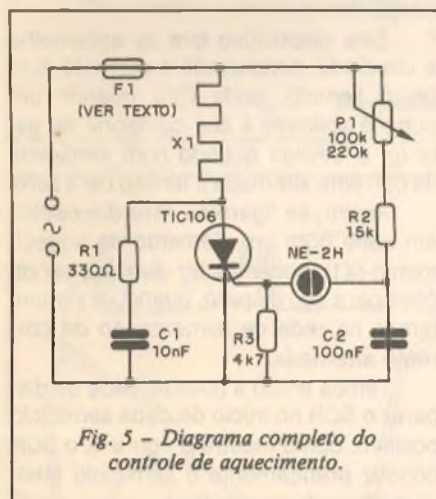 F1
(VER TEXTO)
X1
P1
100k
220k
TIC106
NE-2H
R2
15k
R1
330Ω
R3
4k7
C1
10nF
C2
100nF
Fig. 5 – Diagrama completo do
controle de aquecimento.